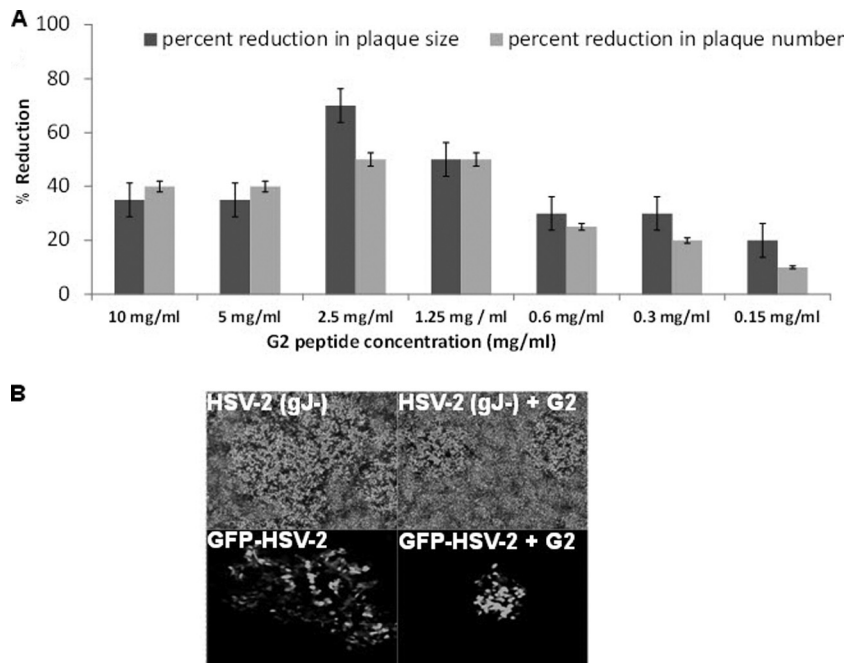 A
100
80
60
40
20
0
% Reduction
percent reduction in plaque size
percent reduction in plaque number
10 mg/ml
5 mg/ml
2.5 mg/ml
1.25 mg / ml
0.6 mg/ml
0.3 mg/ml
0.15 mg/ml
G2 peptide concentration (mg/ml)
B
HSV-2 (gJ-)
HSV-2 (gJ-) + G2
GFP-HSV-2
GFP-HSV-2 + G2